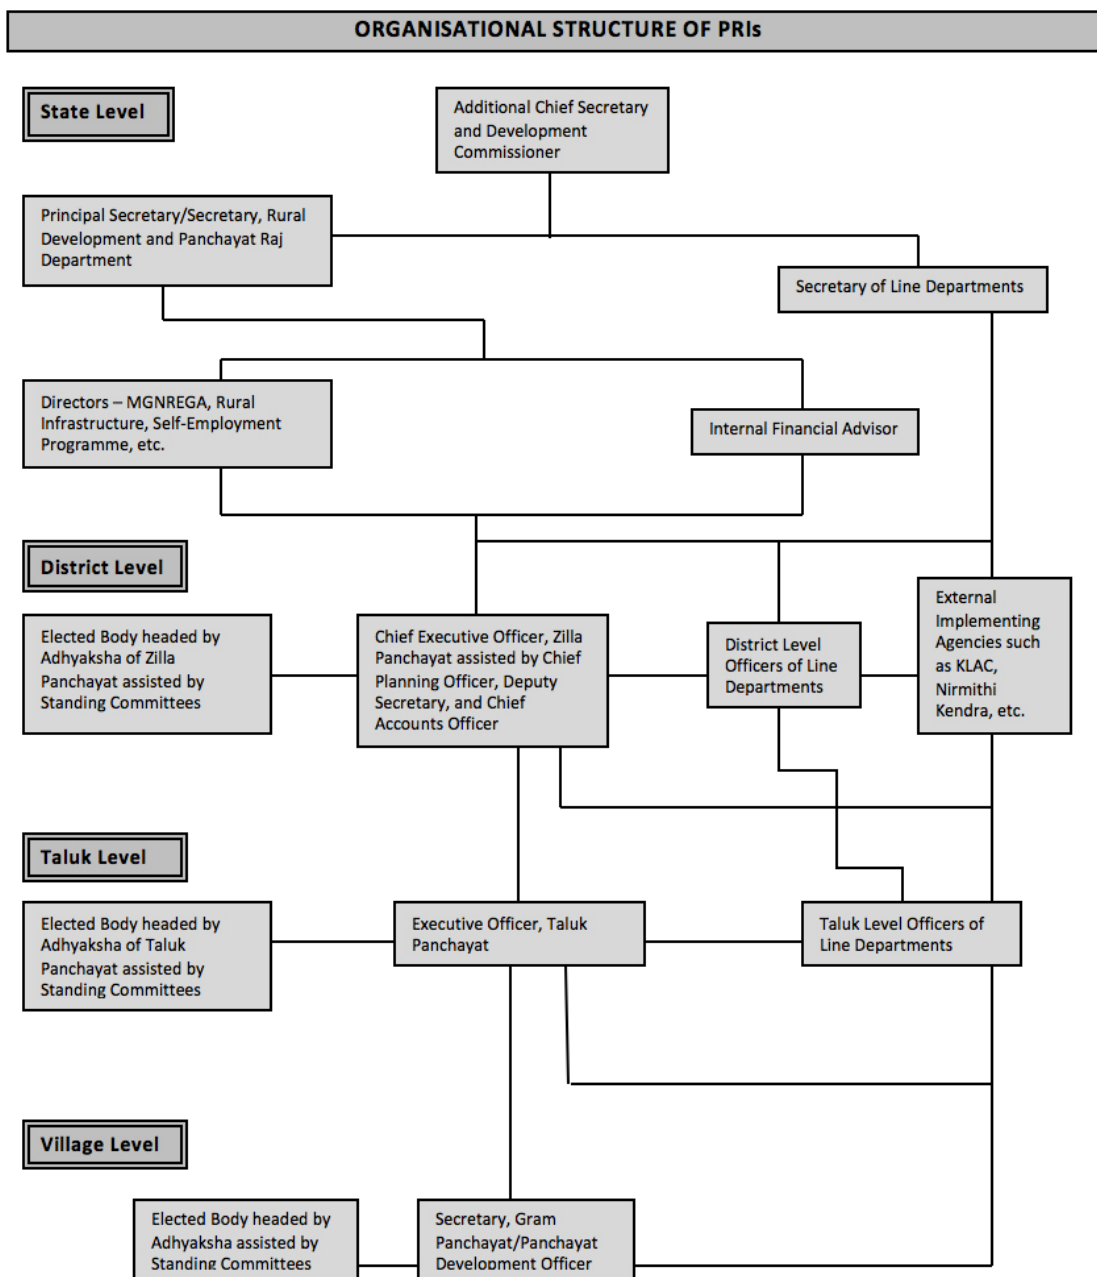 ORGANISATIONAL STRUCTURE OF PRIs
State Level
Additional Chief Secretary
and Development
Commissioner
Principal Secretary/Secretary, Rural
Development and Panchayat Raj
Department
Secretary of Line Departments
Directors – MGNREGA, Rural
Infrastructure, Self-Employment
Programme, etc.
Internal Financial Advisor
District Level
Elected Body headed by
Adhyaksha of Zilla
Panchayat assisted by
Standing Committees
Chief Executive Officer, Zilla
Panchayat assisted by Chief
Planning Officer, Deputy
Secretary, and Chief
Accounts Officer
District Level
Officers of Line
Departments
External
Implementing
Agencies such
as KLAC,
Nirmithi
Kendra, etc.
Taluk Level
Elected Body headed by
Adhyaksha of Taluk
Panchayat assisted by
Standing Committees
Executive Officer, Taluk
Panchayat
Taluk Level Officers of
Line Departments
Village Level
Elected Body headed by
Adhyaksha assisted by
Standing Committees
Secretary, Gram
Panchayat/Panchayat
Development Officer